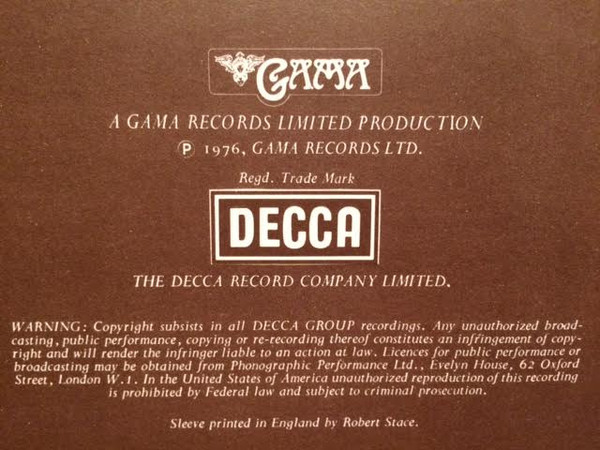 GAMA
A GAMA RECORDS LIMITED PRODUCTION
Ⓟ 1976, GAMA RECORDS LTD.
Regd. Trade Mark
DECCA
THE DECCA RECORD COMPANY LIMITED.
WARNING: Copyright subsists in all DECCA GROUP recordings. Any unauthorized broad-
casting, public performance, copying or re-recording thereof constitutes an infringement of copy-
right and will render the infringer liable to an action at law. Licences for public performance or
broadcasting may be obtained from Phonographic Performance Ltd., Evelyn House, 62 Oxford
Street, London W.1. In the United States of America unauthorized reproduction of this recording
is prohibited by Federal law and subject to criminal prosecution.
Sleeve printed in England by Robert Stace.